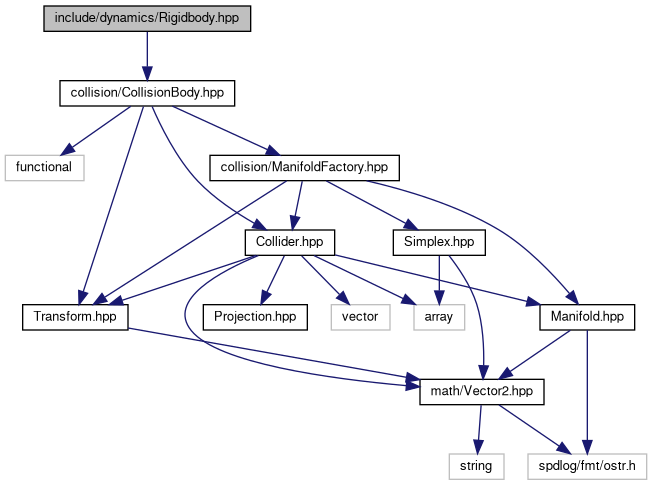 include/dynamics/Rigidbody.hpp
collision/CollisionBody.hpp
functional
collision/ManifoldFactory.hpp
Collider.hpp
Simplex.hpp
Transform.hpp
Projection.hpp
vector
array
Manifold.hpp
math/Vector2.hpp
string
spdlog/fmt/ostr.h